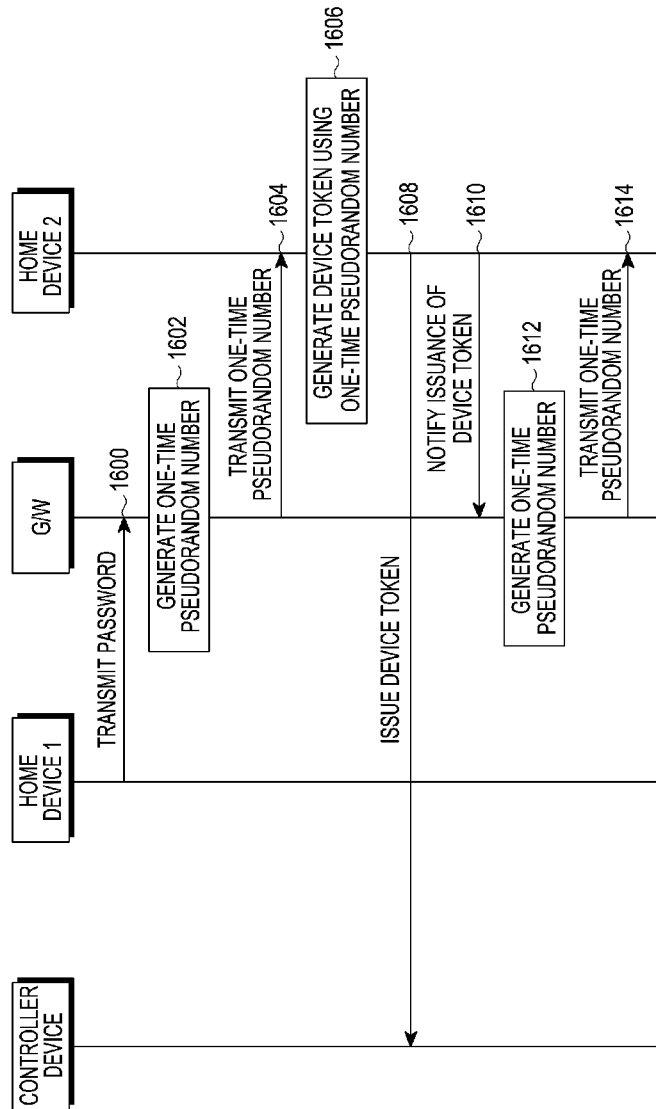 CONTROLLER
DEVICE
HOME
DEVICE 1
G/W
HOME
DEVICE 2
TRANSMIT PASSWORD
1600
GENERATE ONE-TIME
PSEUDORANDOM NUMBER
1602
TRANSMIT ONE-TIME
PSEUDORANDOM NUMBER
1604
GENERATE DEVICE TOKEN USING
ONE-TIME PSEUDORANDOM NUMBER
1606
ISSUE DEVICE TOKEN
1608
NOTIFY ISSUANCE OF
DEVICE TOKEN
1610
GENERATE ONE-TIME
PSEUDORANDOM NUMBER
1612
TRANSMIT ONE-TIME
PSEUDORANDOM NUMBER
1614